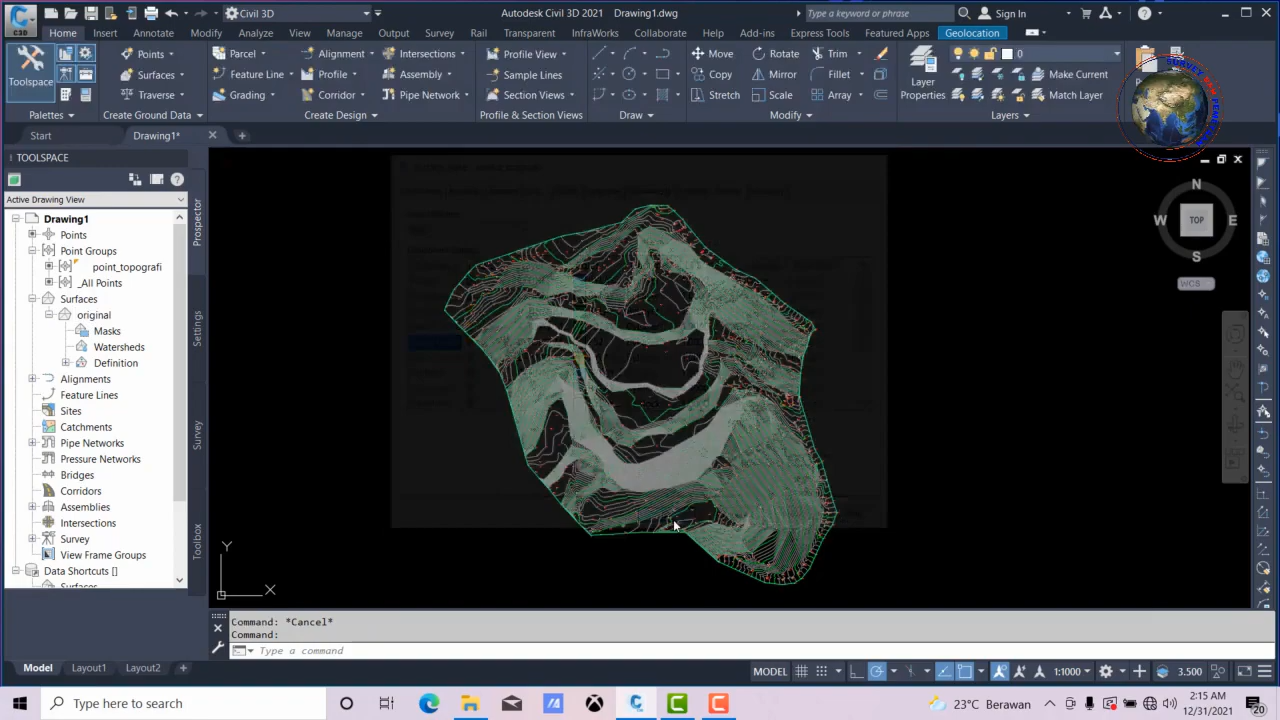 C3D
Civil 3D
Autodesk Civil 3D 2021 Drawing1.dwg
Type a keyword or phrase
Sign In
Home Insert Annotate Modify Analyze View Manage Output Survey Rail Transparent InfraWorks Collaborate Help Add-ins Express Tools Featured Apps Geolocation
Toolspace
Points
Surfaces
Traverse
Parcel
Feature Line
Grading
Alignment
Profile
Corridor
Intersections
Assembly
Pipe Network
Profile View
Sample Lines
Section Views
Move
Copy
Stretch
Rotate
Mirror
Scale
Trim
Fillet
Array
Layer
Properties
0
Make Current
Match Layer
Palettes
Create Ground Data
Create Design
Profile & Section Views
Draw
Modify
Layers
Start
Drawing1*
TOOLSPACE
Active Drawing View
Drawing1
Points
Point Groups
point_topografi
_All Points
Surfaces
original
Masks
Watersheds
Definition
Alignments
Feature Lines
Sites
Catchments
Pipe Networks
Pressure Networks
Bridges
Corridors
Assemblies
Intersections
Survey
View Frame Groups
Data Shortcuts []
Surfaces
Prospector
Settings
Survey
Toolbox
N
W TOP E
S
WCS
Y
X
Command: *Cancel*
Command:
Type a command
Model Layout1 Layout2
MODEL
1:1000
3.500
Type here to search
23°C Berawan
2:15 AM
12/31/2021
20